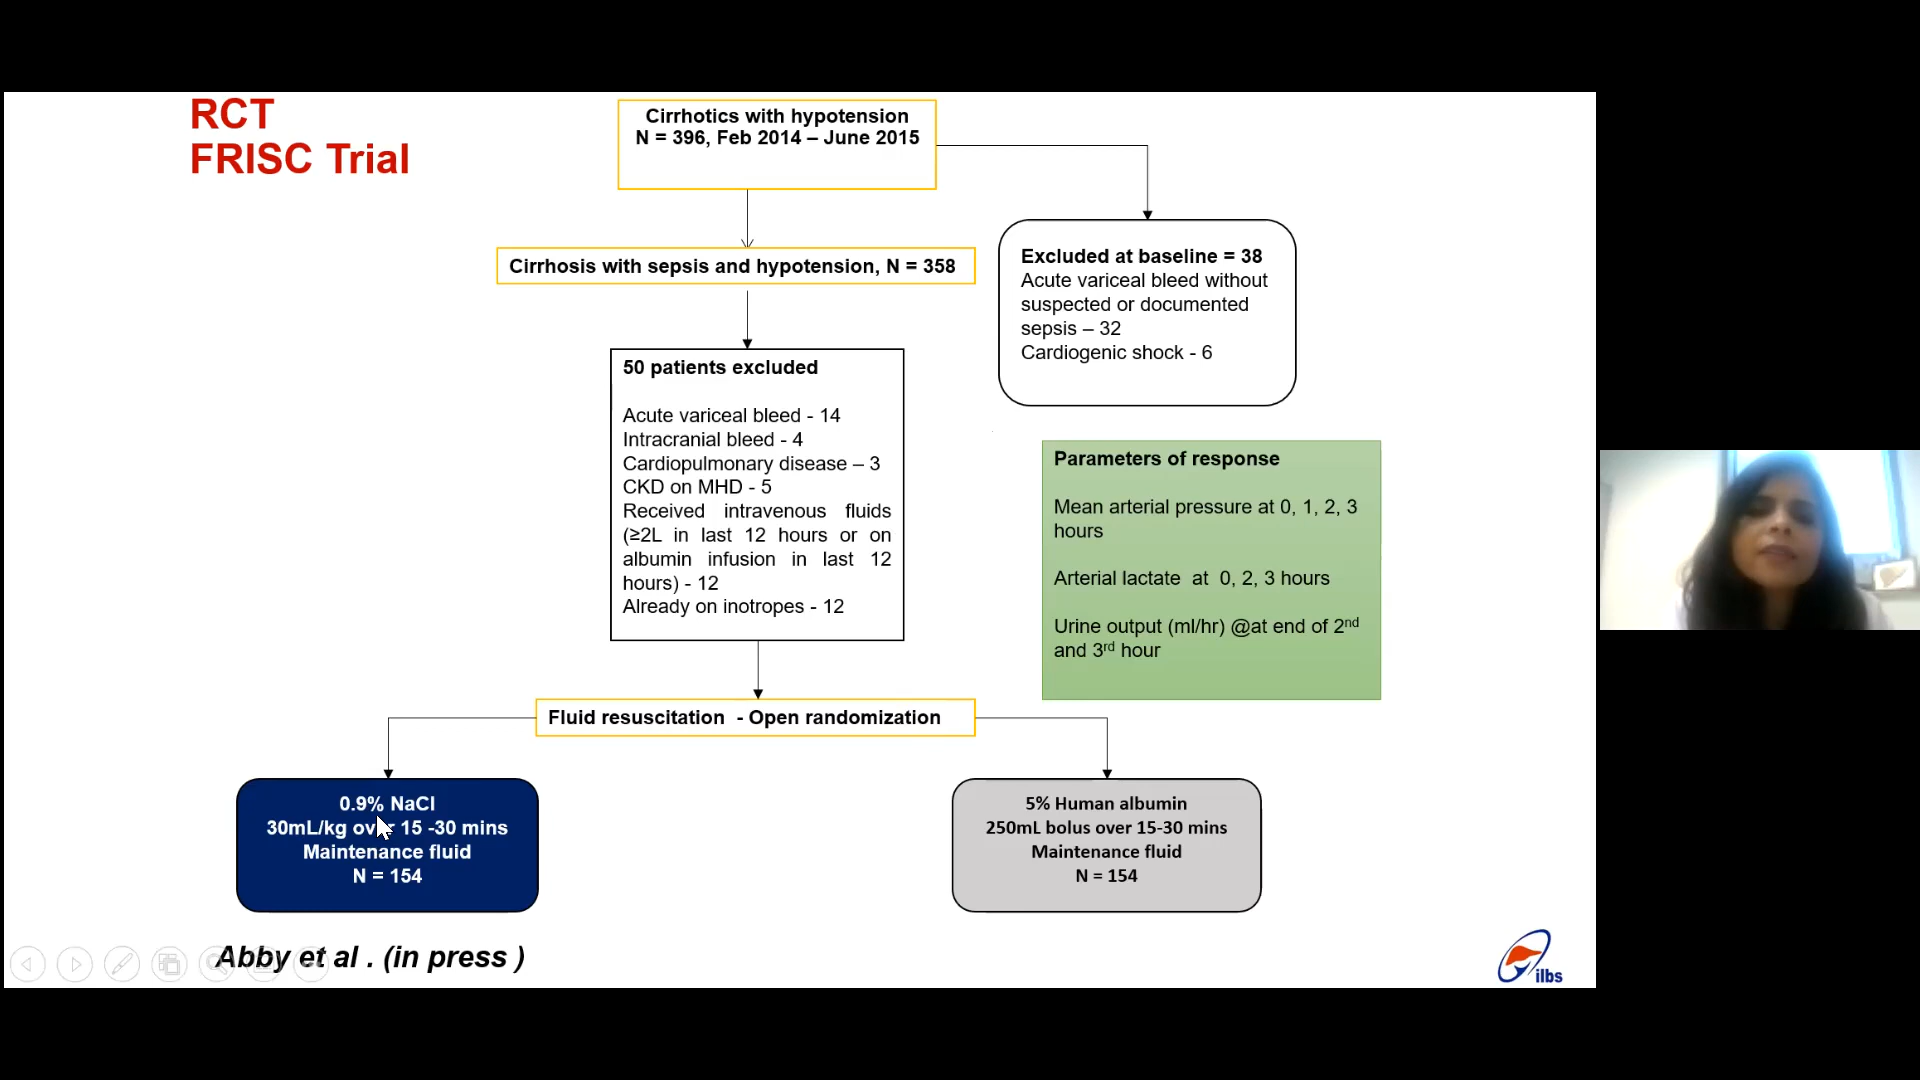 RCT
FRISC Trial
Cirrhotics with hypotension
N = 396, Feb 2014 – June 2015
Cirrhosis with sepsis and hypotension, N = 358
Excluded at baseline = 38
Acute variceal bleed without
suspected or documented
sepsis – 32
Cardiogenic shock - 6
50 patients excluded
Acute variceal bleed - 14
Intracranial bleed - 4
Cardiopulmonary disease – 3
CKD on MHD - 5
Received intravenous fluids
(≥2L in last 12 hours or on
albumin infusion in last 12
hours) - 12
Already on inotropes - 12
Parameters of response
Mean arterial pressure at 0, 1, 2, 3
hours
Arterial lactate at 0, 2, 3 hours
Urine output (ml/hr) @at end of 2nd
and 3rd hour
Fluid resuscitation - Open randomization
0.9% NaCl
30mL/kg over 15 -30 mins
Maintenance fluid
N = 154
5% Human albumin
250mL bolus over 15-30 mins
Maintenance fluid
N = 154
Abby et al . (in press )
ilbs